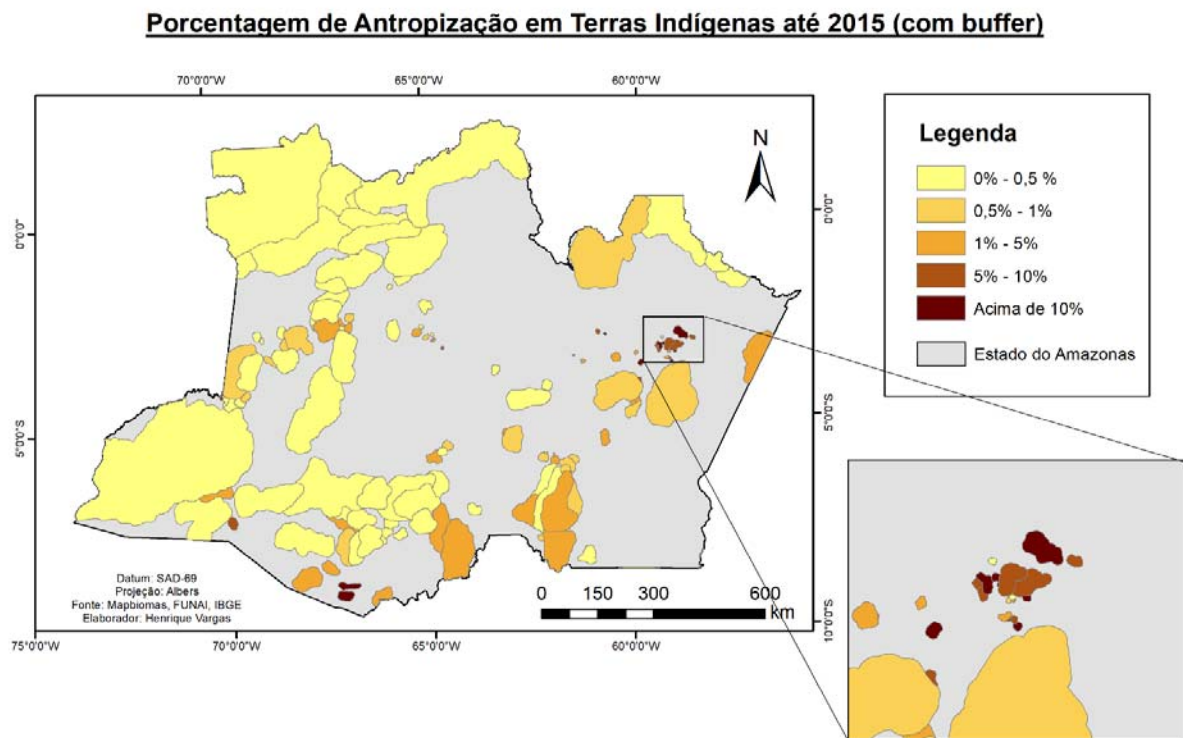 Porcentagem de Antropização em Terras Indígenas até 2015 (com buffer)
70°0'0"W 65°0'0"W 60°0'0"W
N
0°0'0" 0°0'0"
5°0'0"S 5°0'0"S
10°0'0"S
Datum: SAD-69
Projeção: Albers
Fonte: Mapbiomas, FUNAI, IBGE
Elaborador: Henrique Vargas
0 150 300 600
km
75°0'0"W 70°0'0"W 65°0'0"W 60°0'0"W
Legenda
0% - 0,5 %
0,5% - 1%
1% - 5%
5% - 10%
Acima de 10%
Estado do Amazonas